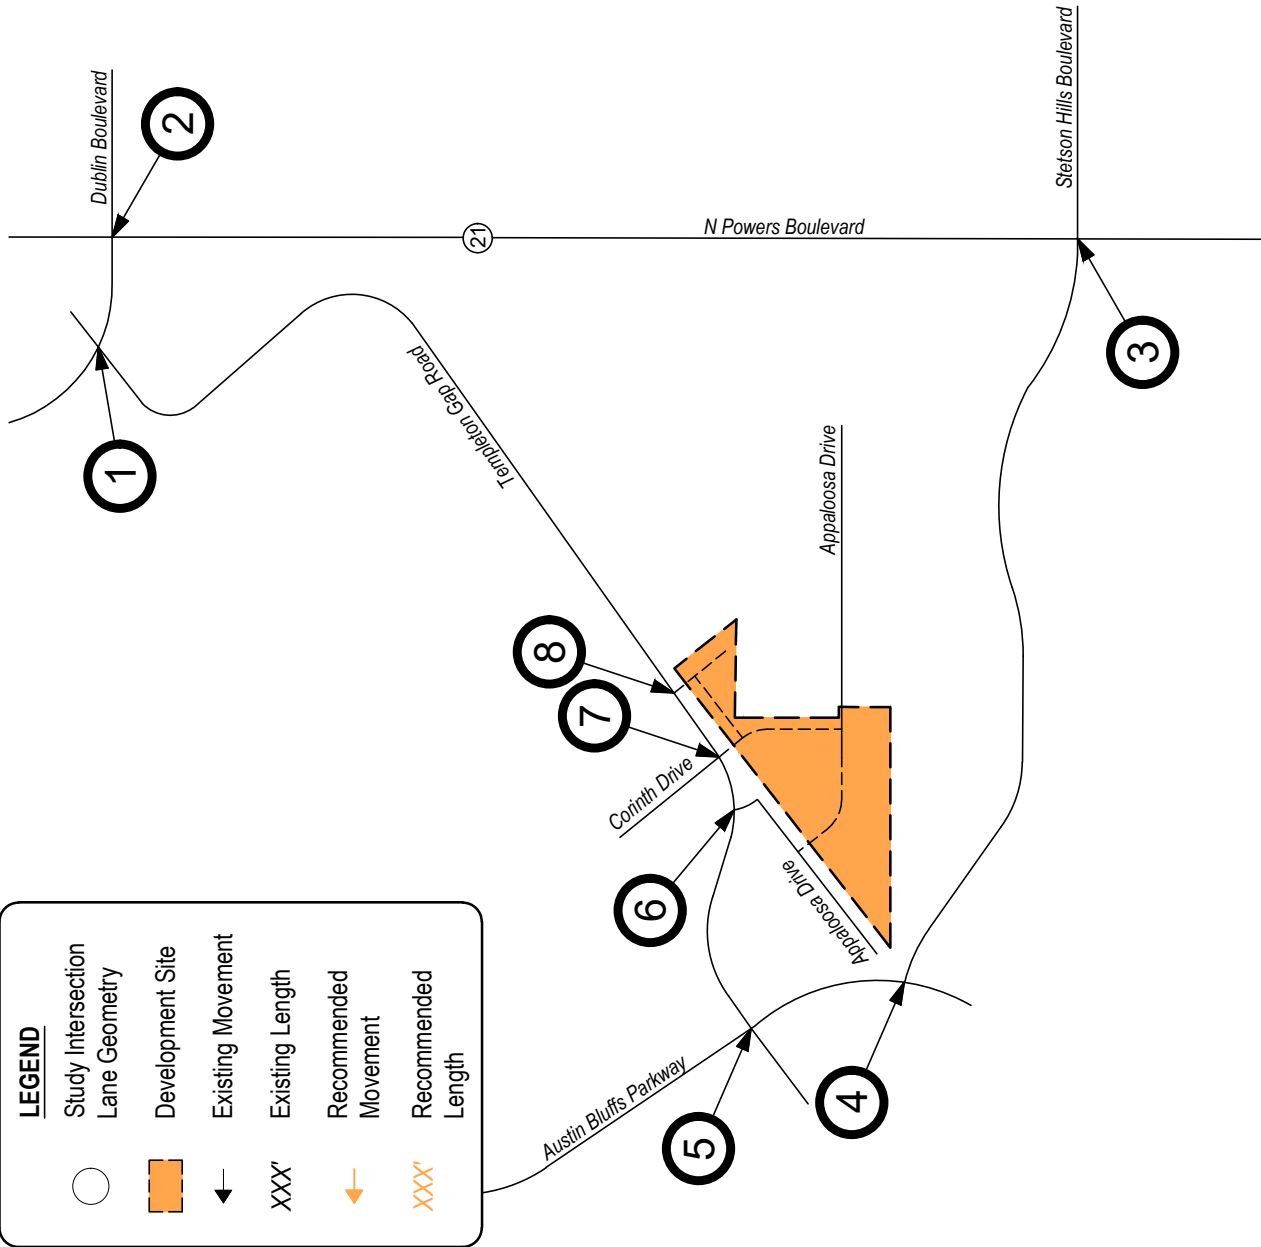 LEGEND
Study Intersection
Lane Geometry
Development Site
Existing Movement
XXX' Existing Length
Recommended
Movement
XXX' Recommended
Length
Dublin Boulevard
2
1
21
N Powers Boulevard
Stetson Hills Boulevard
3
Templeton Gap Road
Appaloosa Drive
8
7
Corinth Drive
6
Appaloosa Drive
Austin Bluffs Parkway
5
4